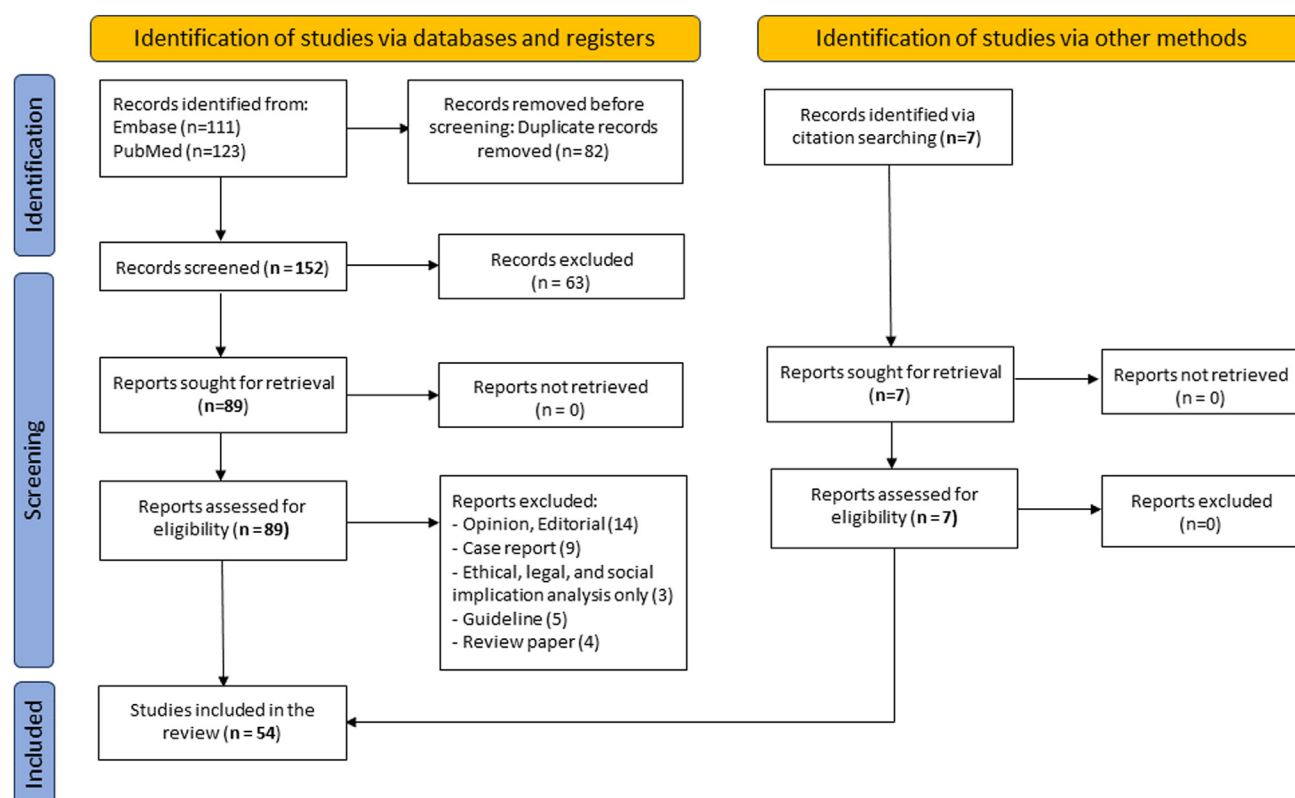 Identification of studies via databases and registers
Identification of studies via other methods
Identification
Records identified from:
Embase (n=111)
PubMed (n=123)
Records removed before
screening: Duplicate records
removed (n=82)
Records identified via
citation searching (n=7)
Screening
Records screened (n = 152)
Records excluded
(n = 63)
Reports sought for retrieval
(n=89)
Reports not retrieved
(n = 0)
Reports sought for retrieval
(n=7)
Reports not retrieved
(n = 0)
Reports assessed for
eligibility (n = 89)
Reports excluded:
- Opinion, Editorial (14)
- Case report (9)
- Ethical, legal, and social
implication analysis only (3)
- Guideline (5)
- Review paper (4)
Reports assessed for
eligibility (n = 7)
Reports excluded
(n=0)
Included
Studies included in the
review (n = 54)